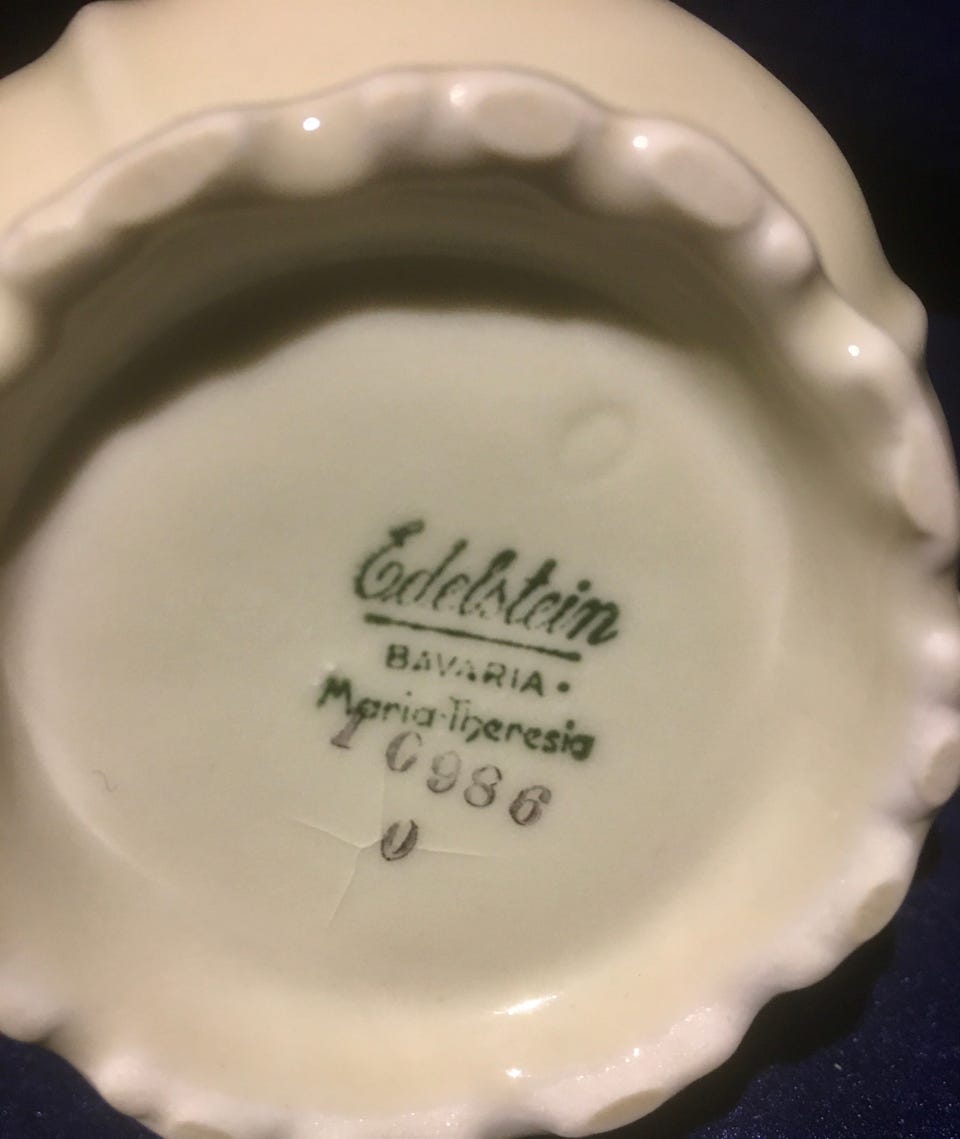 Edelstein
BAVARIA •
Maria-Theresia
10986
0